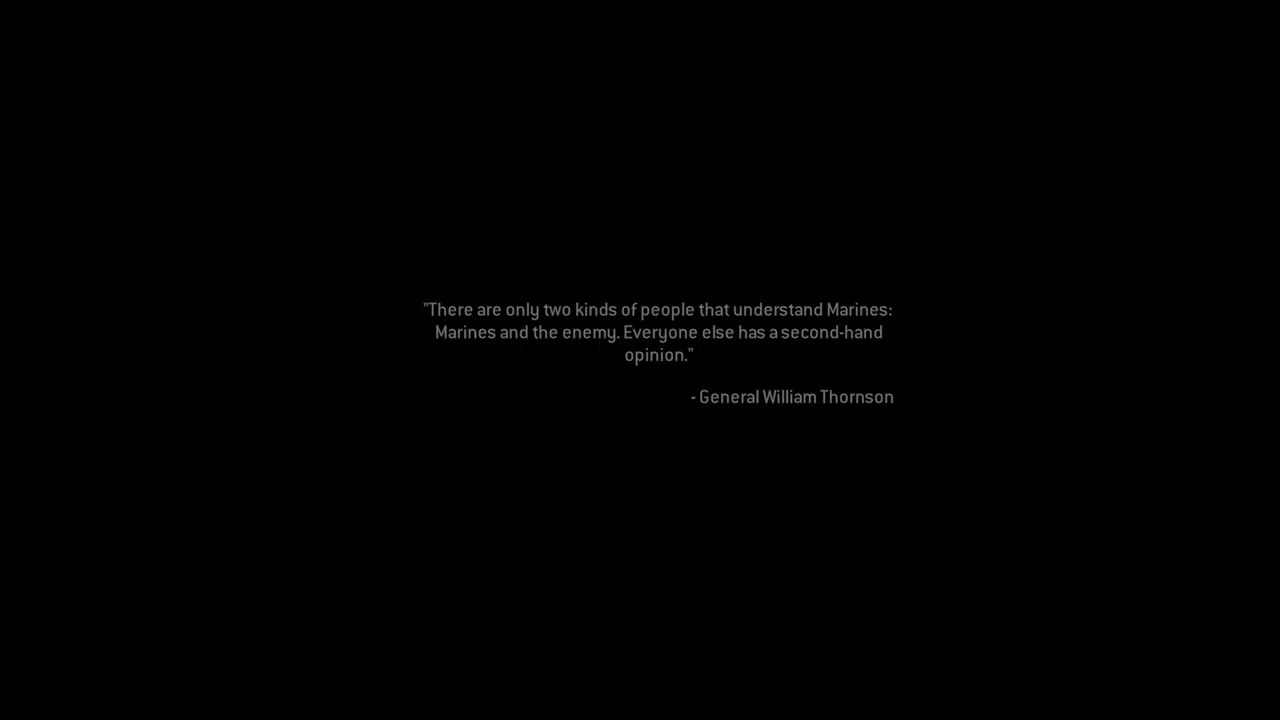 "There are only two kinds of people that understand Marines:
Marines and the enemy. Everyone else has a second-hand
opinion."
- General William Thornson